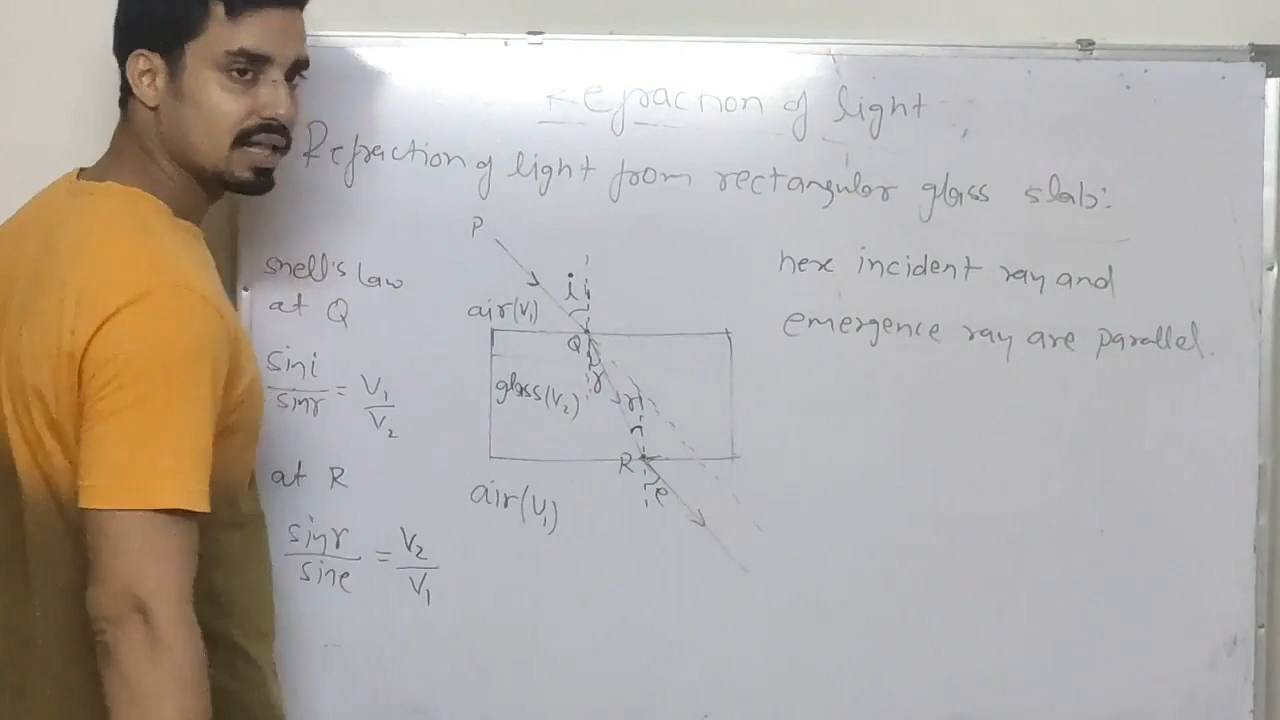 Refraction of light
Refraction of light from rectangular glass slab:
snell's law
at Q
sini/sinr = V₁/V₂
at R
sinr/sine = V₂/V₁
P
i
air(V₁)
Q
r
glass(V₂)
r
R
e
air(V₁)
here incident ray and
emergence ray are parallel.